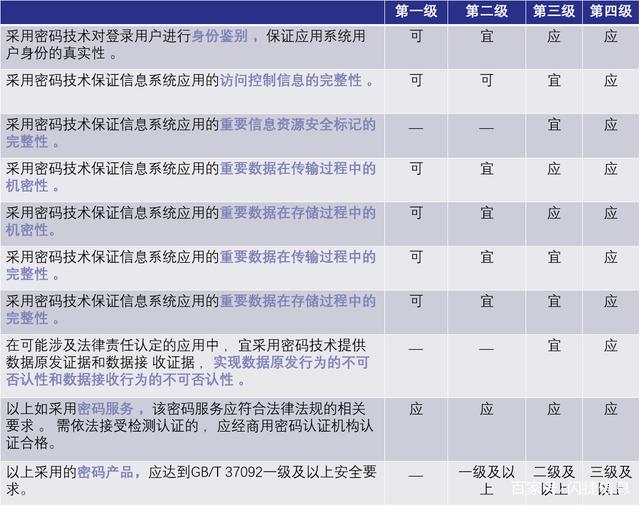 第一级 第二级 第三级 第四级
采用密码技术对登录用户进行身份鉴别 ，保证应用系统用 可 宜 应 应
户身份的真实性 。
采用密码技术保证信息系统应用的访问控制信息的完整性 。 可 可 宜 应
采用密码技术保证信息系统应用的重要信息资源安全标记的 — — 宜 应
完整性 。
采用密码技术保证信息系统应用的重要数据在传输过程中的 可 宜 应 应
机密性 。
采用密码技术保证信息系统应用的重要数据在存储过程中的 可 宜 应 应
机密性。
采用密码技术保证信息系统应用的重要数据在传输过程中的 可 宜 宜 应
完整性 。
采用密码技术保证信息系统应用的重要数据在存储过程中的 可 宜 宜 应
完整性 。
在可能涉及法律责任认定的应用中 ，宜采用密码技术提供 — — 宜 应
数据原发证据和数据接 收证据 ，实现数据原发行为的不可
否认性和数据接收行为的不可否认性 。
以上如采用密码服务 ，该密码服务应符合法律法规的相关 应 应 应 应
要求 。 需依法接受检测认证的 ，应经商用密码认证机构认
证合格。
以上采用的密码产品，应达到GB/T 37092一级及以上安全要 — 一级及以 二级及 三级及
求。 上 以上 以上